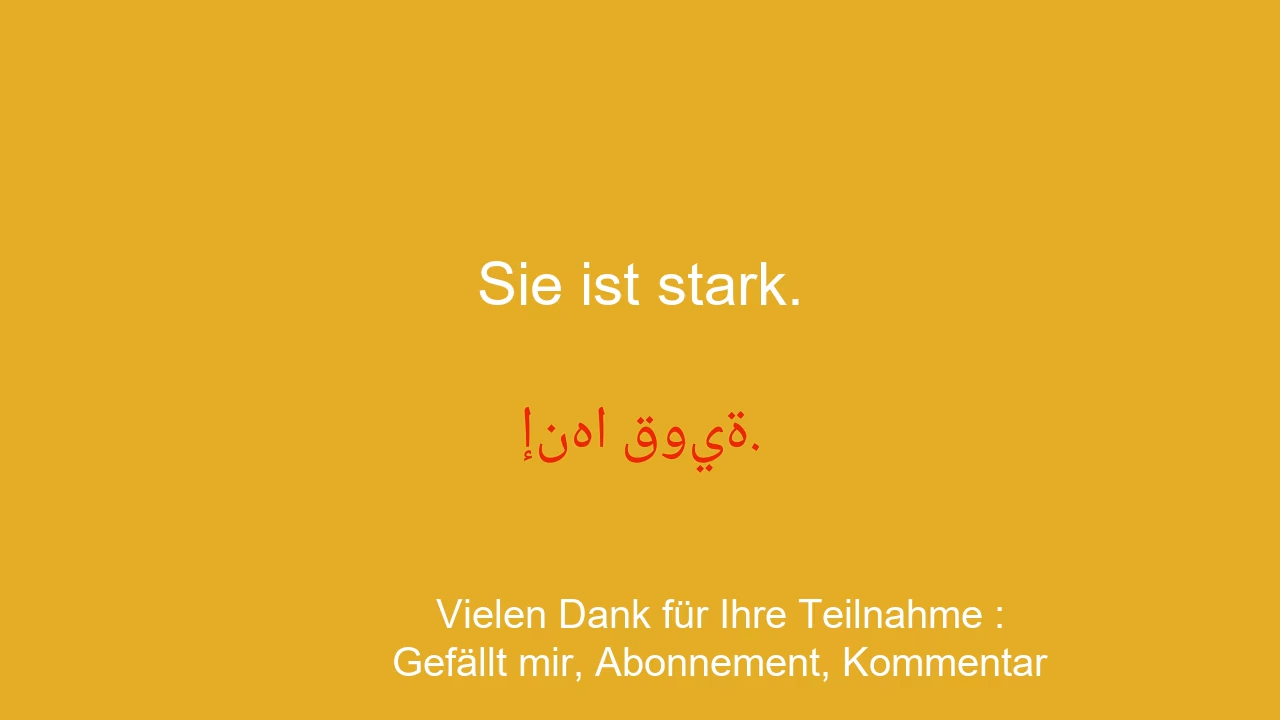 Sie ist stark.
إنها قوية.
Vielen Dank für Ihre Teilnahme :
Gefällt mir, Abonnement, Kommentar